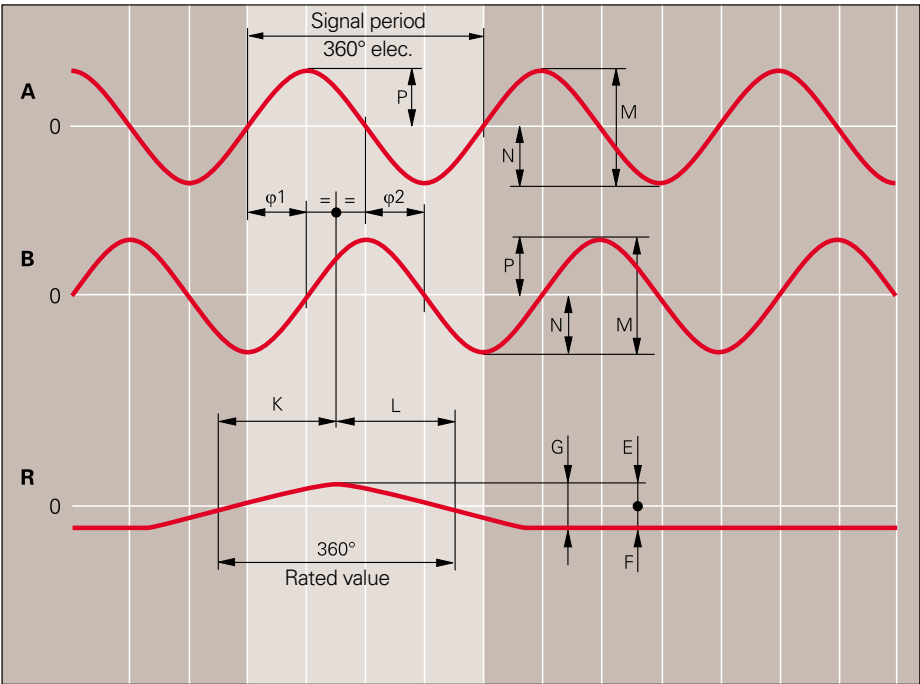 Signal period
360° elec.
A
P
M
0
N
φ1
=
=
φ2
B
P
0
N
M
K
L
G
E
R
0
360°
F
Rated value